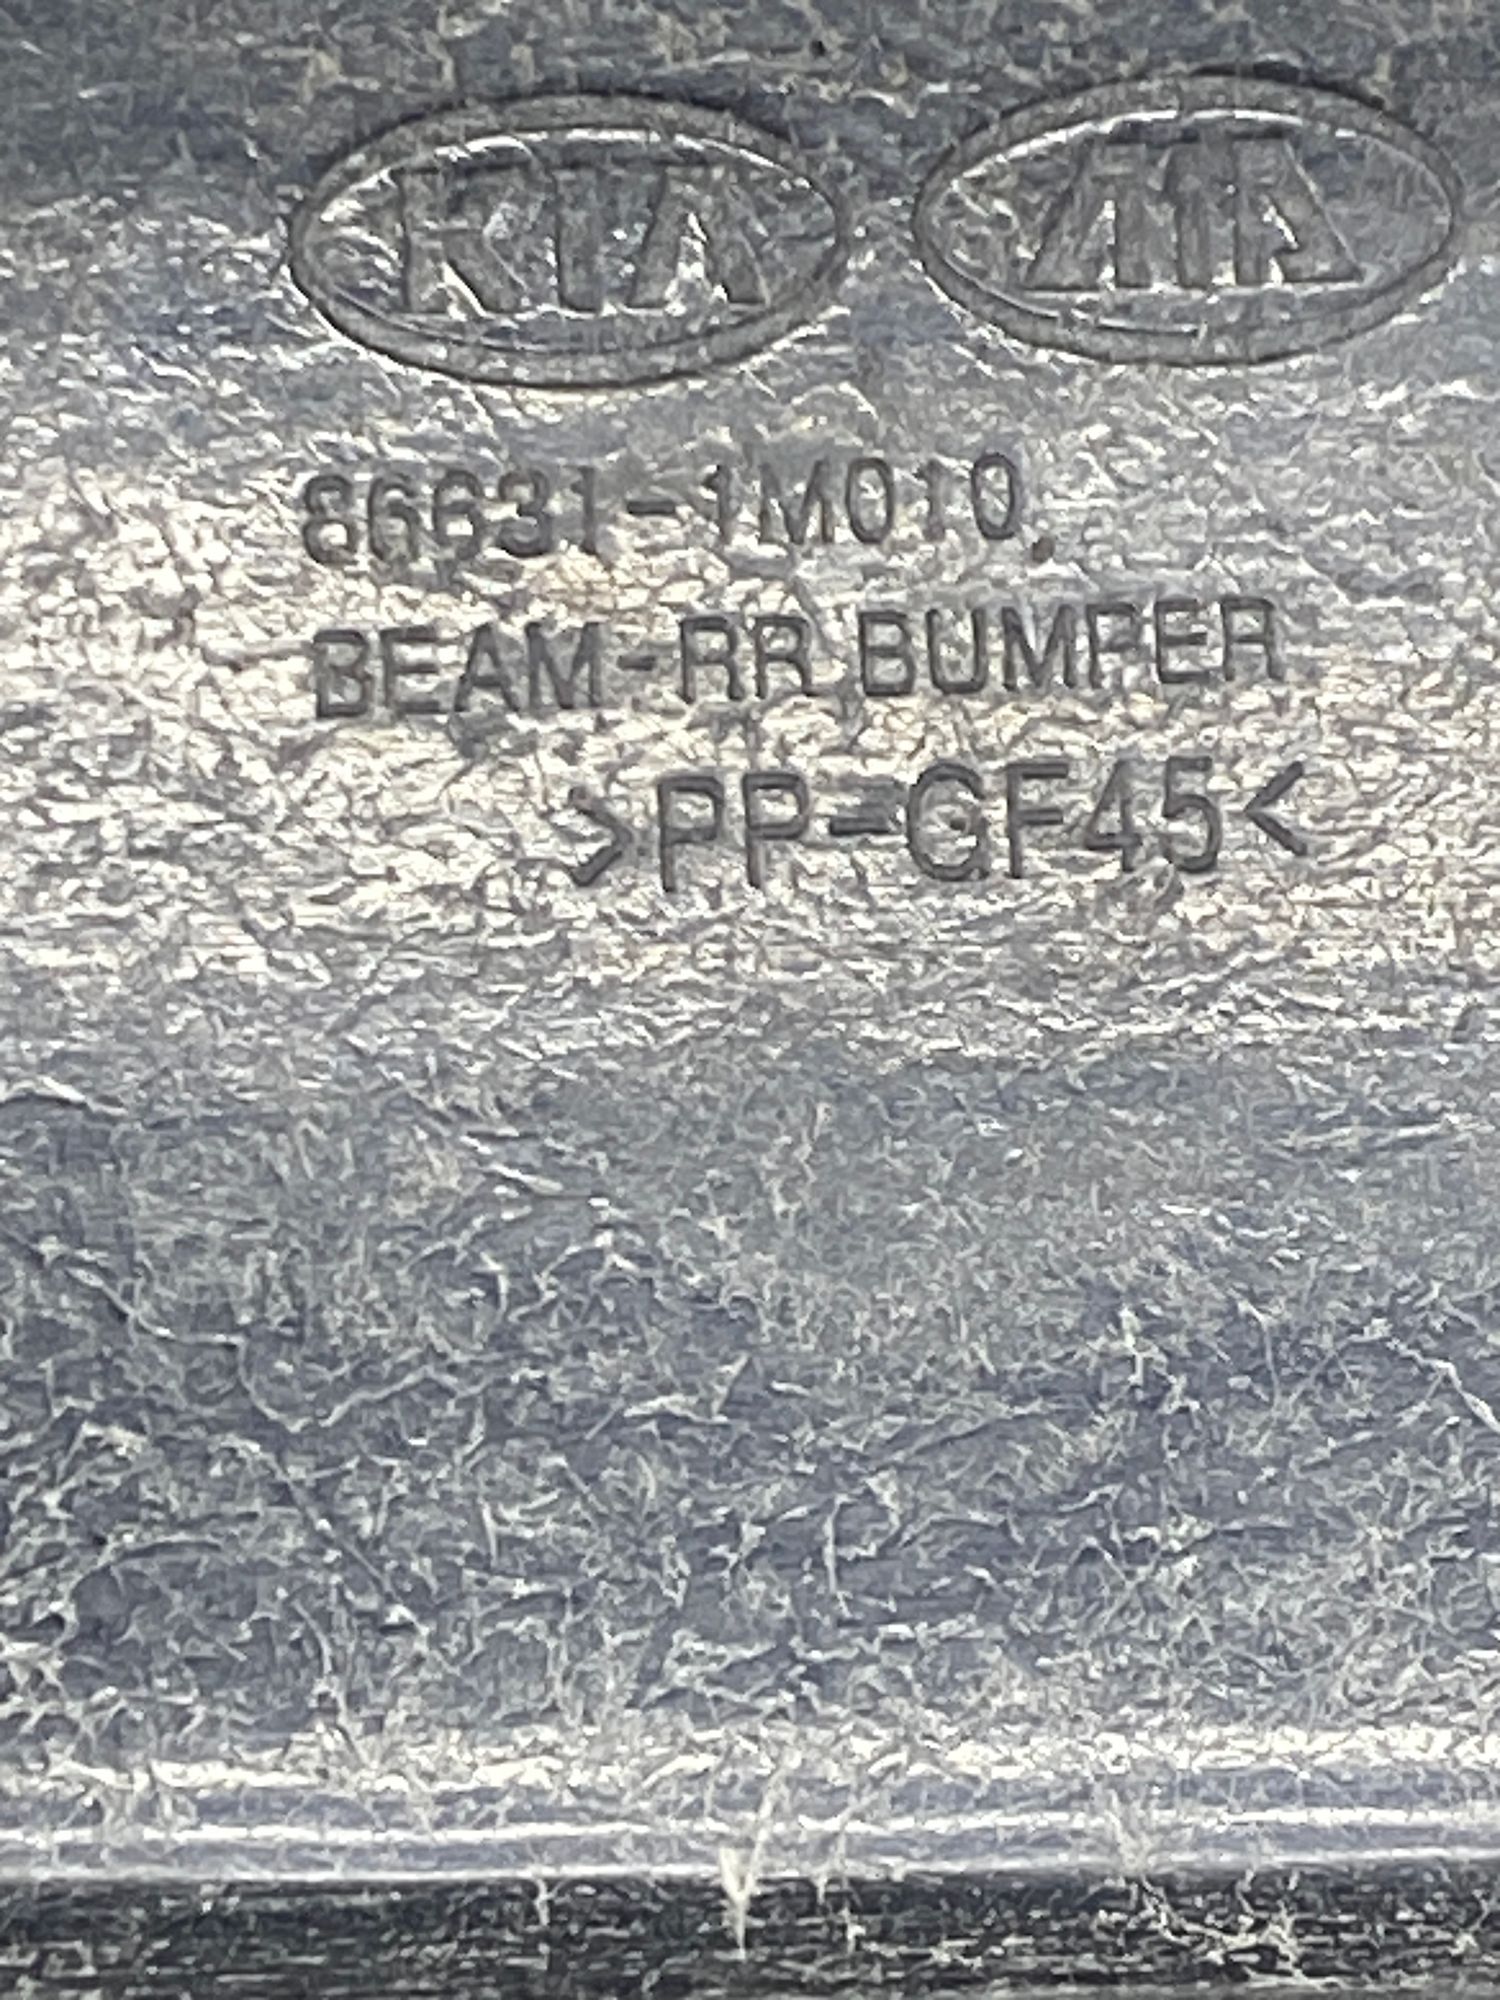 KIA KIA
86631-1M010
BEAM-RR BUMPER
>PP-GF45<